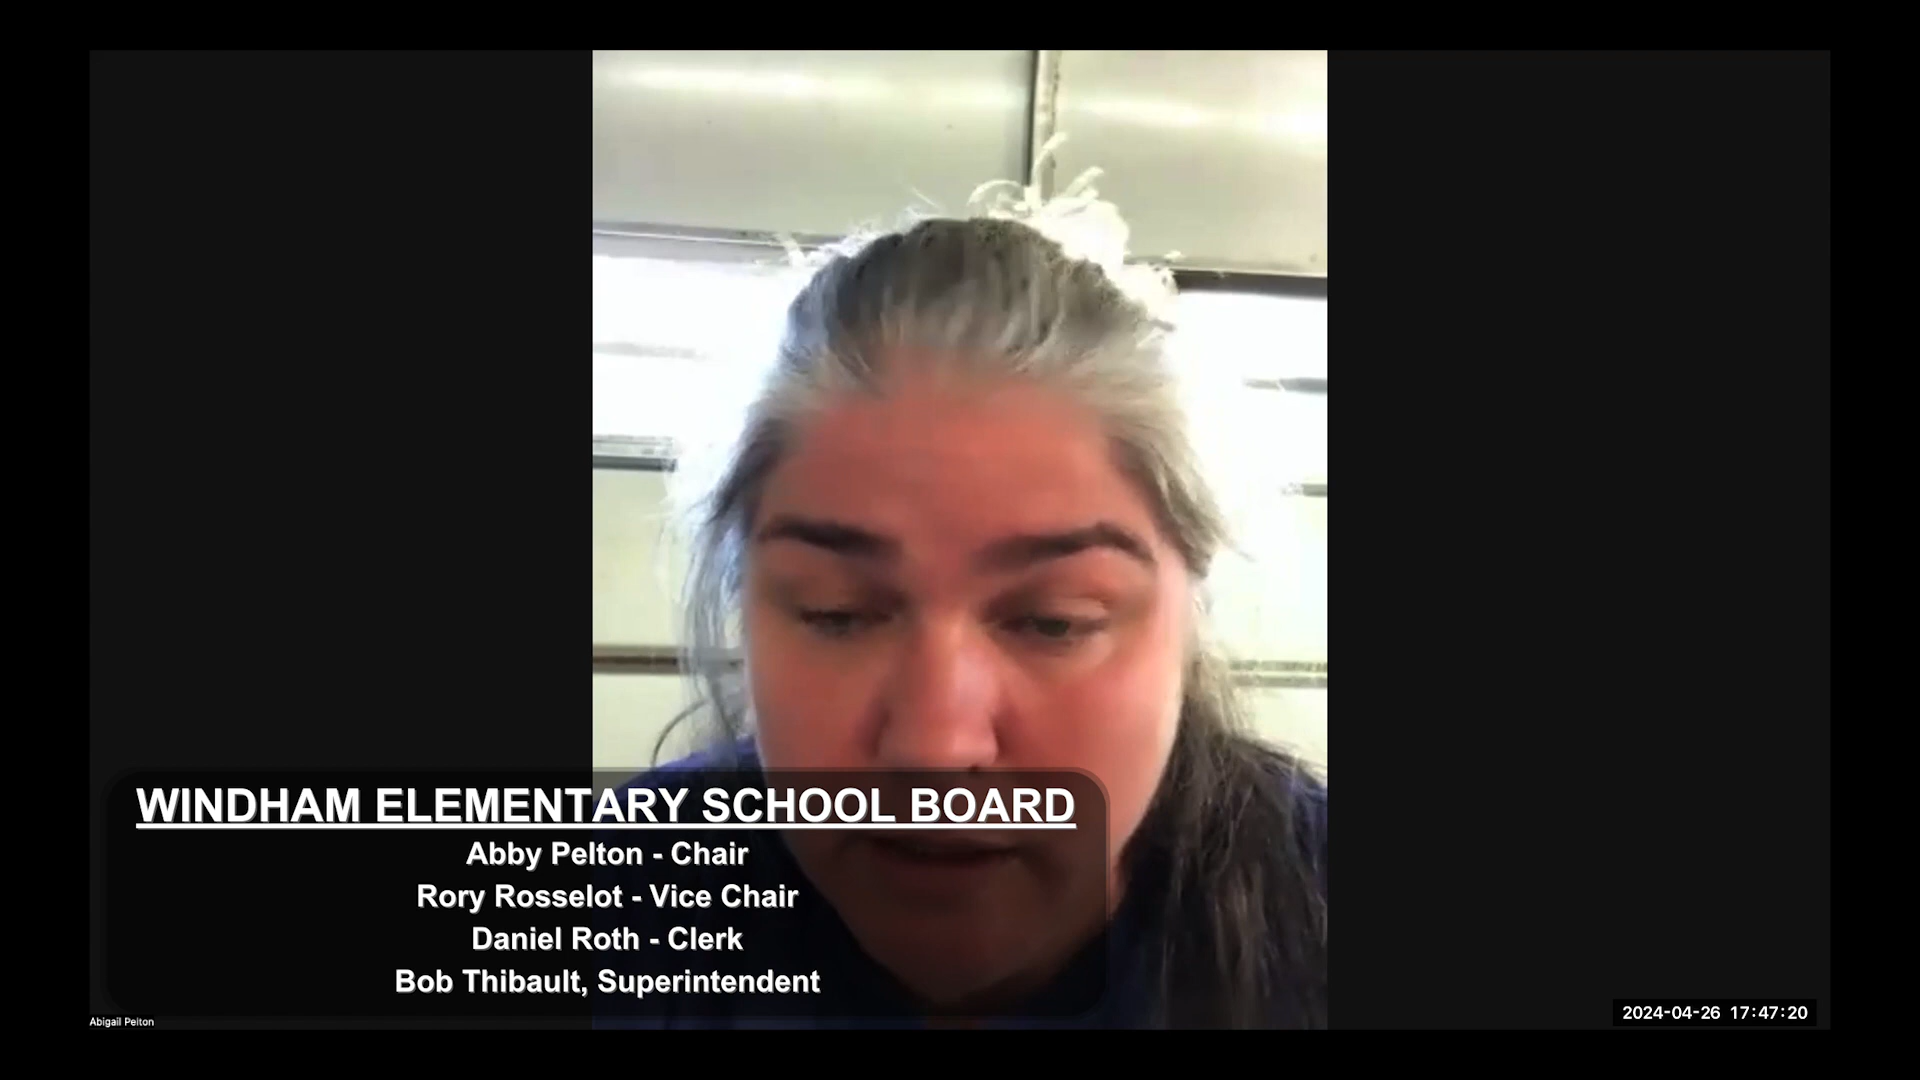 WINDHAM ELEMENTARY SCHOOL BOARD
Abby Pelton - Chair
Rory Rosselot - Vice Chair
Daniel Roth - Clerk
Bob Thibault, Superintendent
Abigail Pelton
2024-04-26 17:47:20